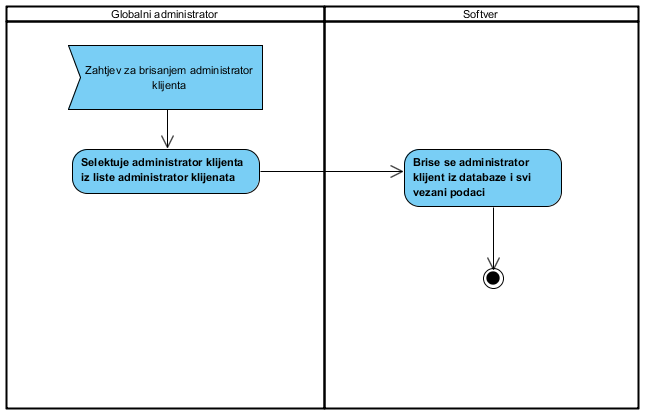 Globalni administrator
Softver
Zahtjev za brisanjem administrator
klijenta
Selektuje administrator klijenta
iz liste administrator klijenata
Brise se administrator
klijent iz databaze i svi
vezani podaci